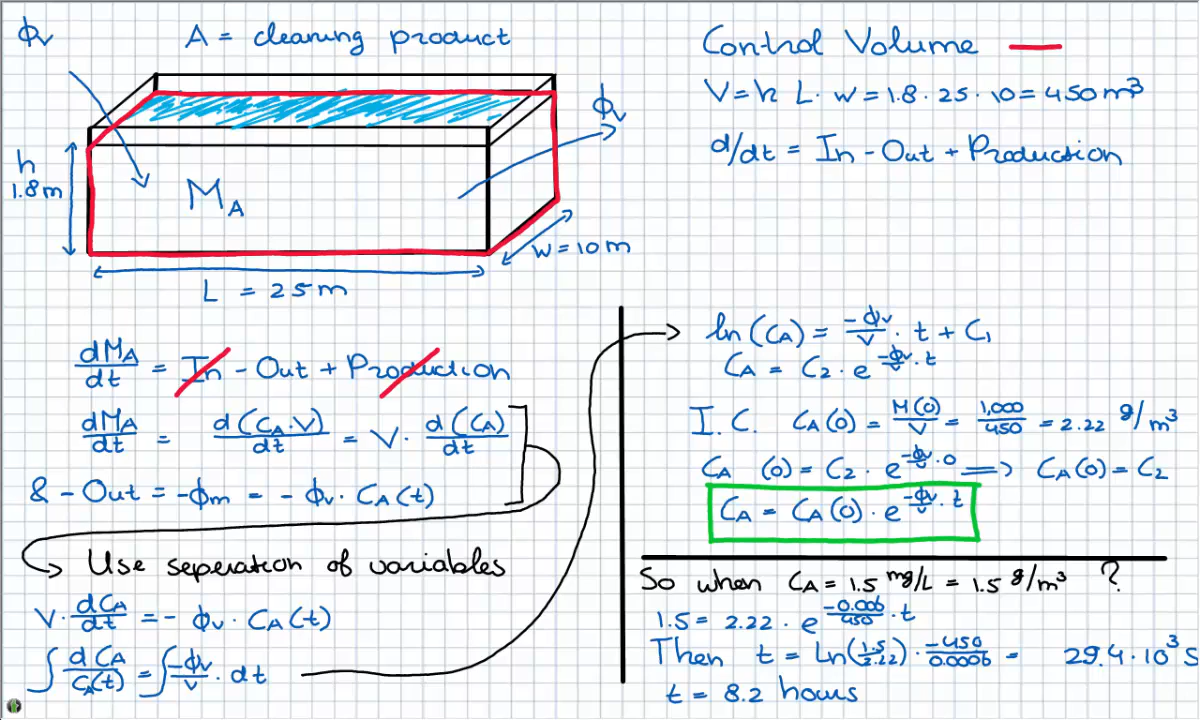 ϕv
A = cleaning product
ϕv
h
1.8m
M_A
w = 10 m
L = 25 m
Control Volume
V = h L · w = 1.8 · 25 · 10 = 450 m³
d/dt = In - Out + Production
dM_A/dt = In - Out + Production
dM_A/dt = d(C_A·V)/dt = V · d(C_A)/dt
& - Out = -ϕm = - ϕv · C_A(t)
Use seperation of variables
V · dC_A/dt = - ϕv · C_A(t)
∫ dC_A/C_A(t) = ∫ -ϕv/V · dt
ln(C_A) = -ϕv/V · t + C₁
C_A = C₂ · e^(-ϕv/V · t)
I.C. C_A(0) = M(0)/V = 1,000/450 = 2.22 g/m³
C_A (0) = C₂ · e^(-ϕv/V · 0) ⟹ C_A(0) = C₂
C_A = C_A(0) · e^(-ϕv/V · t)
So when C_A = 1.5 mg/L = 1.5 g/m³ ?
1.5 = 2.22 · e^(-0.006/450 · t)
Then t = Ln(1.5/2.22) · -450/0.0006 = 29.4·10³ s
t = 8.2 hours